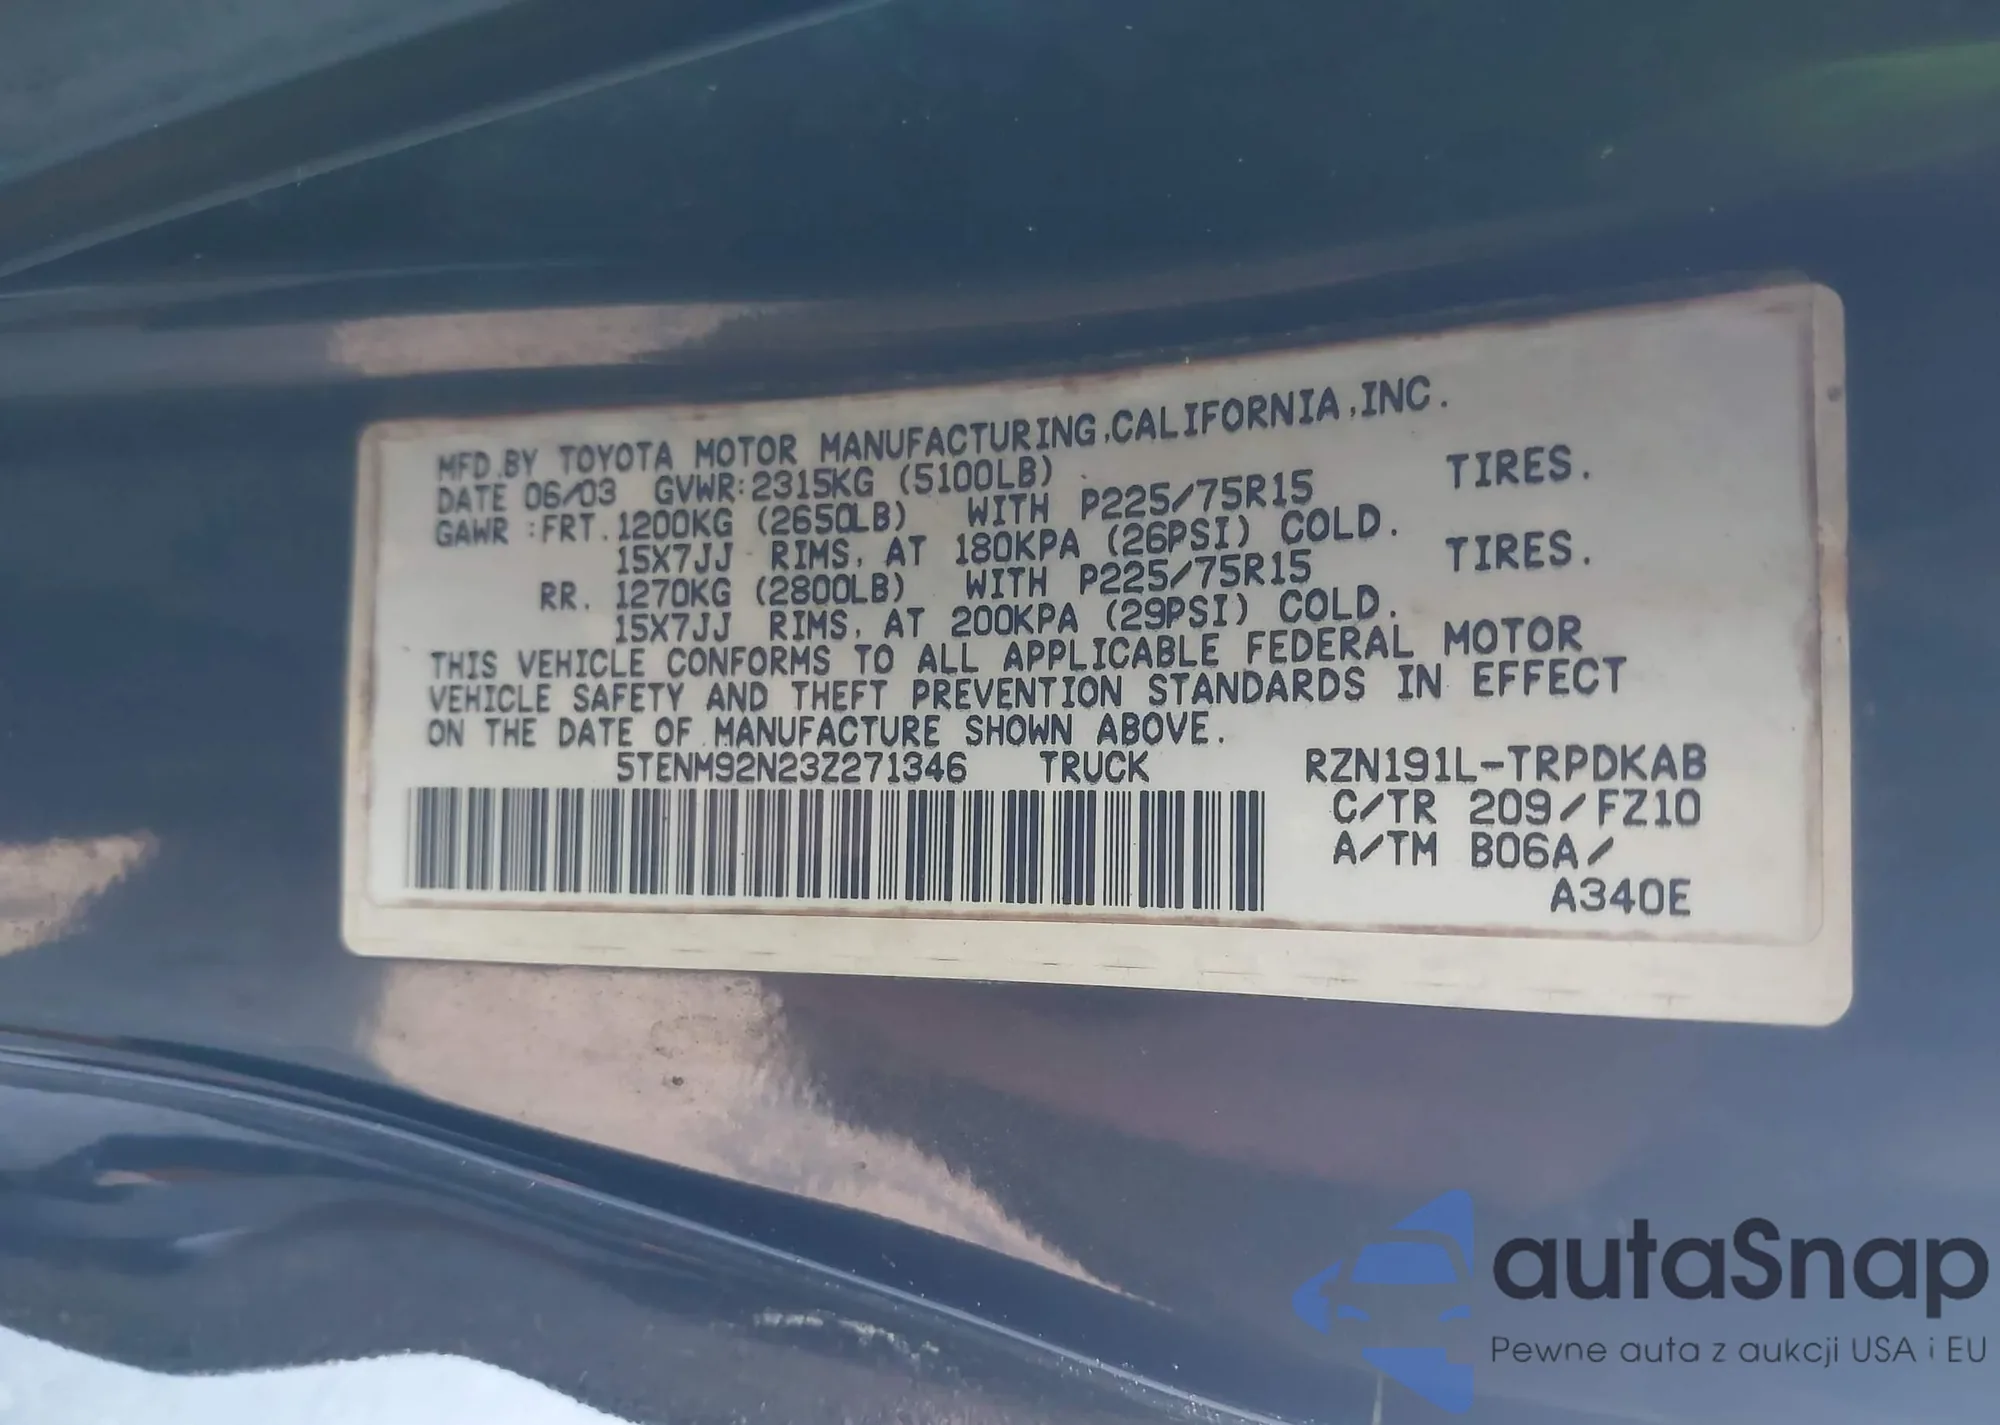 MFD.BY TOYOTA MOTOR MANUFACTURING,CALIFORNIA,INC.
DATE 06/03 GVWR:2315KG (5100LB)
GAWR :FRT. 1200KG (2650LB) WITH P225/75R15 TIRES.
15X7JJ RIMS, AT 180KPA (26PSI) COLD.
RR. 1270KG (2800LB) WITH P225/75R15 TIRES.
15X7JJ RIMS, AT 200KPA (29PSI) COLD.
THIS VEHICLE CONFORMS TO ALL APPLICABLE FEDERAL MOTOR
VEHICLE SAFETY AND THEFT PREVENTION STANDARDS IN EFFECT
ON THE DATE OF MANUFACTURE SHOWN ABOVE.
5TENM92N23Z271346 TRUCK RZN191L-TRPDKAB
C/TR 209/FZ10
A/TM B06A/
A340E
autaSnap
Pewne auta z aukcji USA i EU